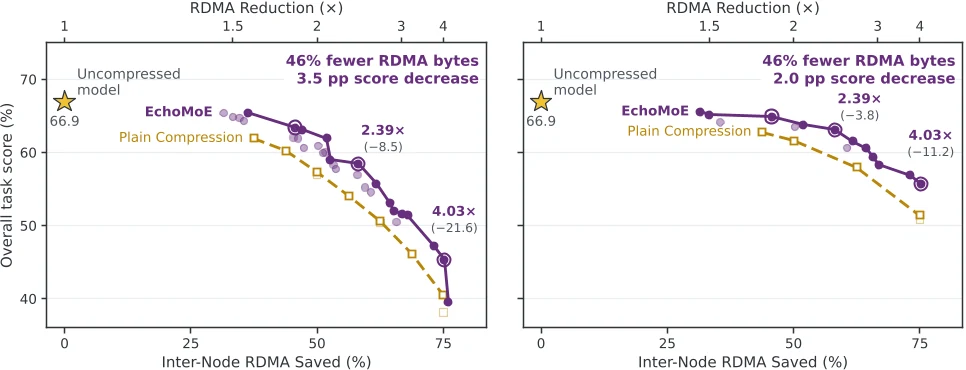 RDMA Reduction (×)
1 1.5 2 3 4
46% fewer RDMA bytes
3.5 pp score decrease
Uncompressed
model
66.9
EchoMoE
Plain Compression
2.39×
(−8.5)
4.03×
(−21.6)
Overall task score (%)
70
60
50
40
0 25 50 75
Inter-Node RDMA Saved (%)
RDMA Reduction (×)
1 1.5 2 3 4
46% fewer RDMA bytes
2.0 pp score decrease
Uncompressed
model
66.9
EchoMoE
Plain Compression
2.39×
(−3.8)
4.03×
(−11.2)
0 25 50 75
Inter-Node RDMA Saved (%)